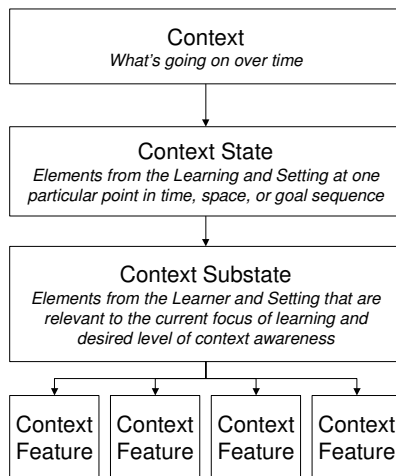 Context
What's going on over time
Context State
Elements from the Learning and Setting at one
particular point in time, space, or goal sequence
Context Substate
Elements from the Learner and Setting that are
relevant to the current focus of learning and
desired level of context awareness
Context
Feature
Context
Feature
Context
Feature
Context
Feature